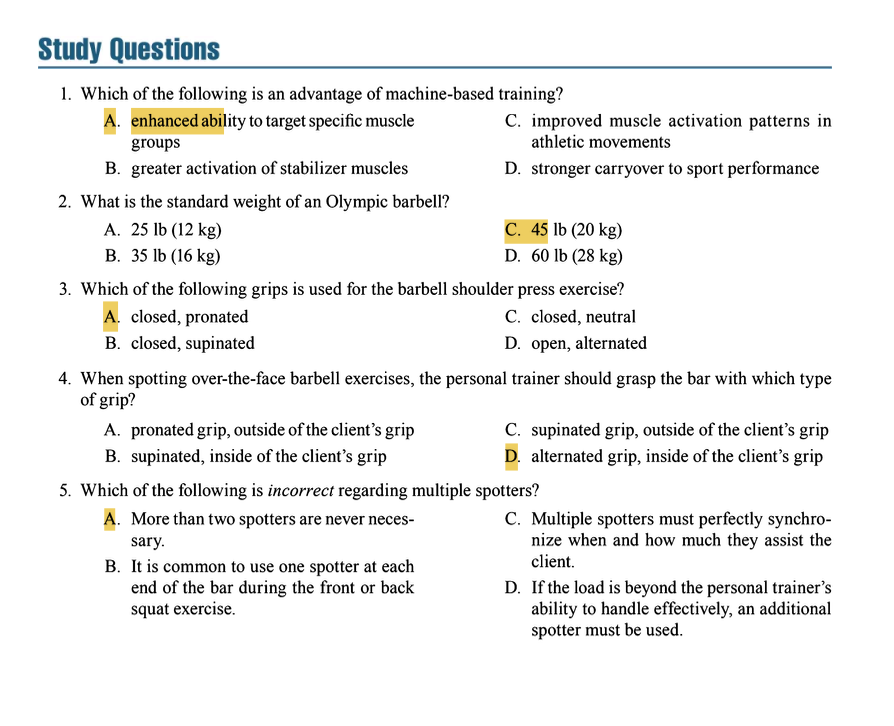 Study Questions
1. Which of the following is an advantage of machine-based training?
A. enhanced ability to target specific muscle
groups
B. greater activation of stabilizer muscles
C. improved muscle activation patterns in
athletic movements
D. stronger carryover to sport performance
2. What is the standard weight of an Olympic barbell?
A. 25 lb (12 kg)
B. 35 lb (16 kg)
C. 45 lb (20 kg)
D. 60 lb (28 kg)
3. Which of the following grips is used for the barbell shoulder press exercise?
A. closed, pronated
B. closed, supinated
C. closed, neutral
D. open, alternated
4. When spotting over-the-face barbell exercises, the personal trainer should grasp the bar with which type
of grip?
A. pronated grip, outside of the client’s grip
B. supinated, inside of the client’s grip
C. supinated grip, outside of the client’s grip
D. alternated grip, inside of the client’s grip
5. Which of the following is incorrect regarding multiple spotters?
A. More than two spotters are never neces-
sary.
B. It is common to use one spotter at each
end of the bar during the front or back
squat exercise.
C. Multiple spotters must perfectly synchro-
nize when and how much they assist the
client.
D. If the load is beyond the personal trainer’s
ability to handle effectively, an additional
spotter must be used.